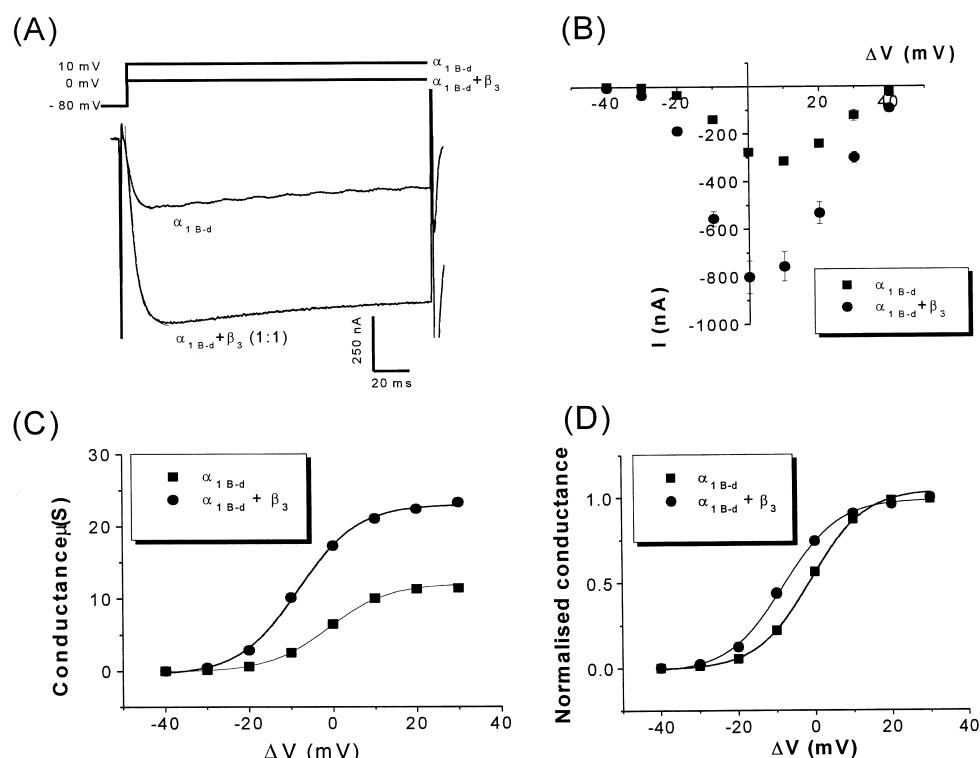 (A)
10 mV
α1 B-d
0 mV
α1 B-d+β3
- 80 mV
α1 B-d
α1 B-d+β3 (1:1)
250 nA
20 ms
(B)
ΔV (mV)
-40 -20 20 40
-200
-400
-600
-800
-1000
I (nA)
α1 B-d
α1 B-d+β3
(C)
30
20
10
0
Conductanceµ(S)
α1 B-d
α1 B-d + β3
-40 -20 0 20 40
ΔV (mV)
(D)
1.0
0.5
0.0
Normalised conductance
α1 B-d
α1 B-d + β3
-40 -20 0 20 40
ΔV (mV)